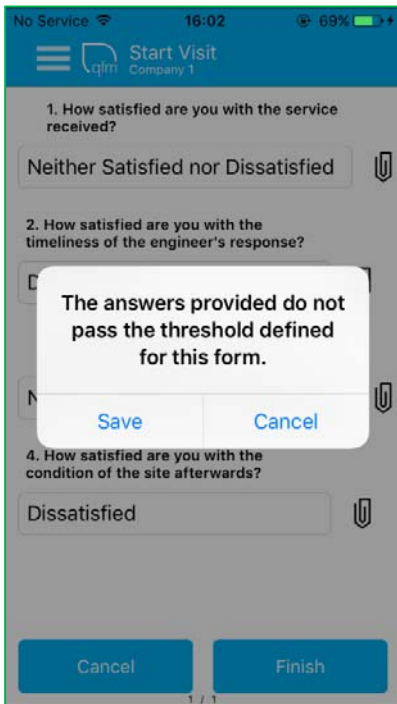 No Service 16:02 69%
qfm Start Visit
Company 1
1. How satisfied are you with the service
received?
Neither Satisfied nor Dissatisfied
2. How satisfied are you with the
timeliness of the engineer's response?
D
The answers provided do not
pass the threshold defined
for this form.
N
Save Cancel
4. How satisfied are you with the
condition of the site afterwards?
Dissatisfied
Cancel Finish
1 / 1